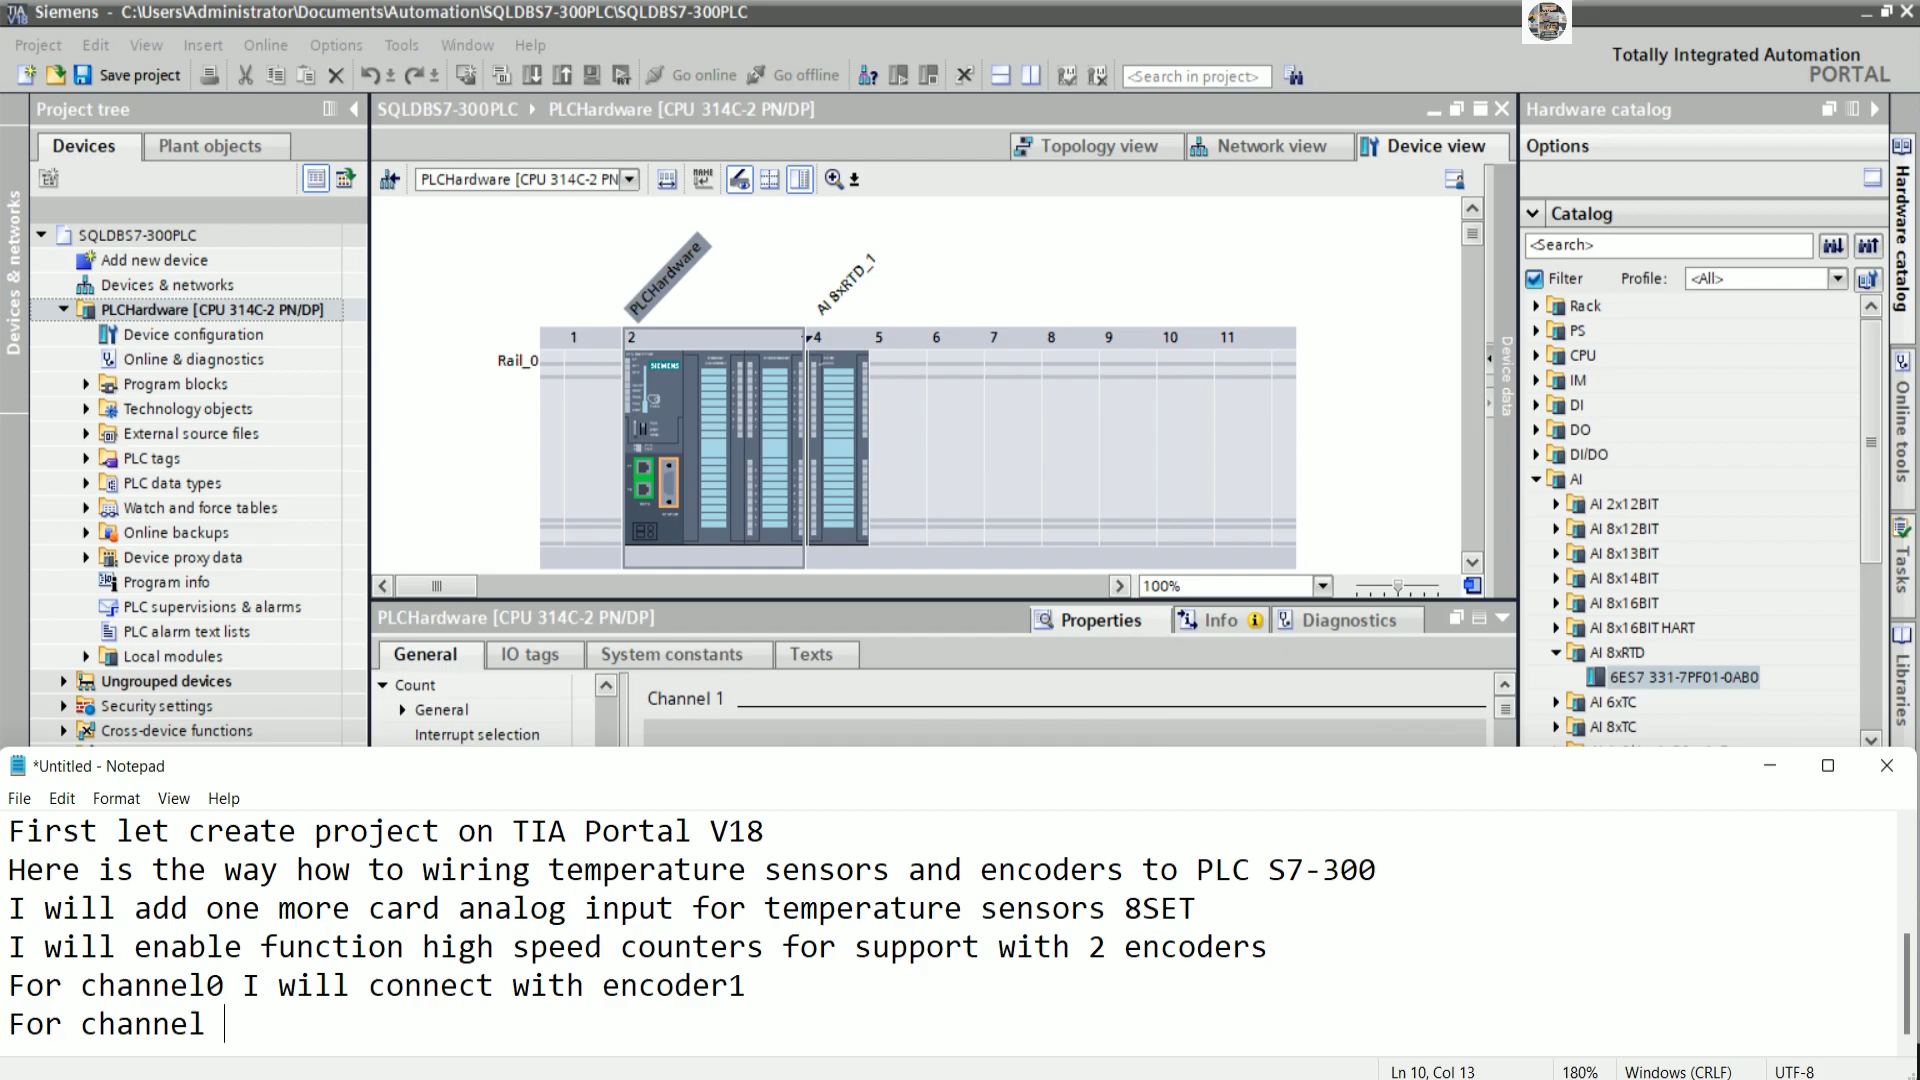 Siemens - C:\Users\Administrator\Documents\Automation\SQLDBS7-300PLC\SQLDBS7-300PLC
Project Edit View Insert Online Options Tools Window Help
Totally Integrated Automation
PORTAL
Save project
Go online
Go offline
<Search in project>
Project tree
SQLDBS7-300PLC
PLCHardware [CPU 314C-2 PN/DP]
Hardware catalog
Devices
Plant objects
Topology view
Network view
Device view
Options
PLCHardware [CPU 314C-2 PN
Devices & networks
SQLDBS7-300PLC
Add new device
Devices & networks
PLCHardware [CPU 314C-2 PN/DP]
Device configuration
Online & diagnostics
Program blocks
Technology objects
External source files
PLC tags
PLC data types
Watch and force tables
Online backups
Device proxy data
Program info
PLC supervisions & alarms
PLC alarm text lists
Local modules
Ungrouped devices
Security settings
Cross-device functions
PLCHardware
AI 8xRTD_1
1 2 4 5 6 7 8 9 10 11
Rail_0
SIEMENS
100%
Device data
PLCHardware [CPU 314C-2 PN/DP]
Properties
Info
Diagnostics
General
IO tags
System constants
Texts
Count
General
Interrupt selection
Channel 1
Catalog
<Search>
Filter
Profile:
<All>
Rack
PS
CPU
IM
DI
DO
DI/DO
AI
AI 2x12BIT
AI 8x12BIT
AI 8x13BIT
AI 8x14BIT
AI 8x16BIT
AI 8x16BIT HART
AI 8xRTD
6ES7 331-7PF01-0AB0
AI 6xTC
AI 8xTC
Hardware catalog
Online tools
Tasks
Libraries
*Untitled - Notepad
File Edit Format View Help
First let create project on TIA Portal V18
Here is the way how to wiring temperature sensors and encoders to PLC S7-300
I will add one more card analog input for temperature sensors 8SET
I will enable function high speed counters for support with 2 encoders
For channel0 I will connect with encoder1
For channel
Ln 10, Col 13
180%
Windows (CRLF)
UTF-8